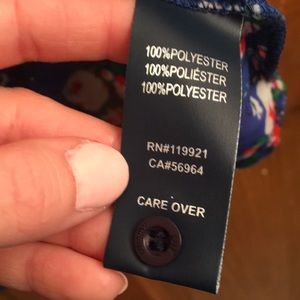 100%POLYESTER
100%POLIÉSTER
100%POLYESTER
RN#119921
CA#56964
CARE OVER